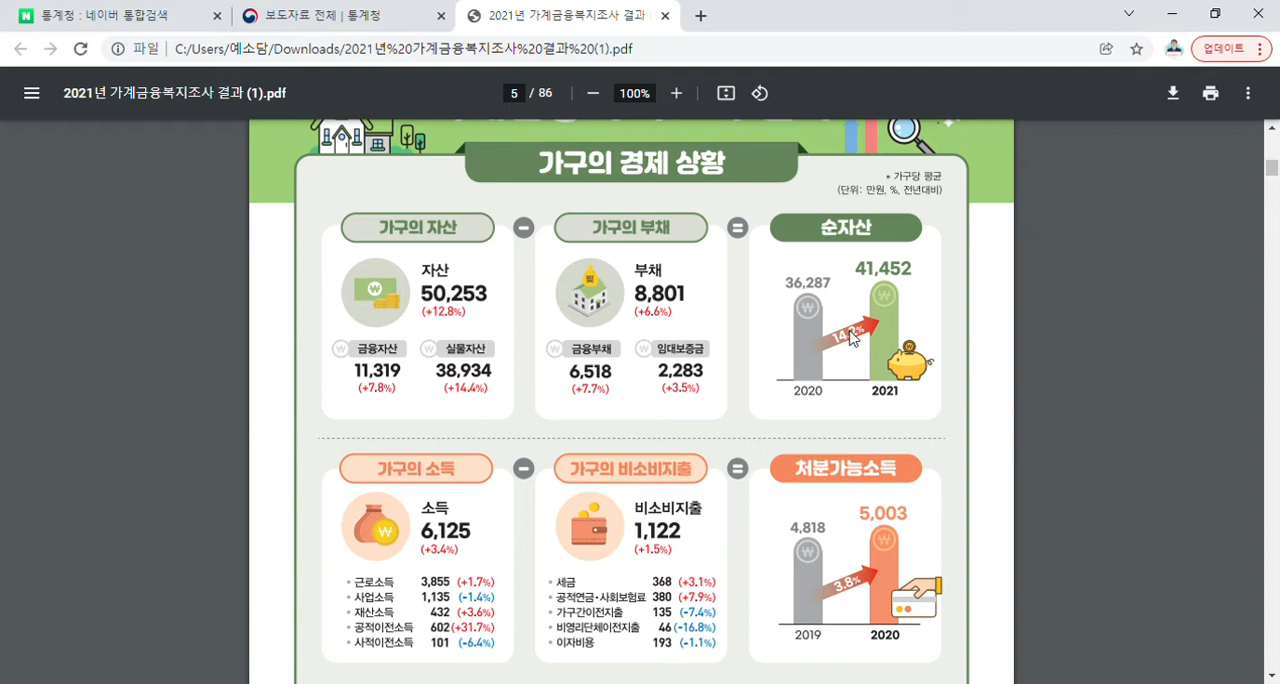 통계청 : 네이버 통합검색
보도자료 전체 | 통계청
2021년 가계금융복지조사 결과
파일
C:/Users/예소담/Downloads/2021년%20가계금융복지조사%20결과%20(1).pdf
업데이트
2021년 가계금융복지조사 결과 (1).pdf
5 / 86
100%
가구의 경제 상황
* 가구당 평균
(단위: 만원, %, 전년대비)
가구의 자산
가구의 부채
순자산
자산
50,253
(+12.8%)
금융자산
실물자산
11,319
38,934
(+7.8%)
(+14.4%)
부채
8,801
(+6.6%)
금융부채
임대보증금
6,518
2,283
(+7.7%)
(+3.5%)
36,287
41,452
2020
2021
가구의 소득
가구의 비소비지출
처분가능소득
소득
6,125
(+3.4%)
• 근로소득 3,855 (+1.7%)
• 사업소득 1,135 (-1.4%)
• 재산소득 432 (+3.6%)
• 공적이전소득 602 (+31.7%)
• 사적이전소득 101 (-6.4%)
비소비지출
1,122
(+1.5%)
• 세금 368 (+3.1%)
• 공적연금·사회보험료 380 (+7.9%)
• 가구간이전지출 135 (-7.4%)
• 비영리단체이전지출 46 (-16.8%)
• 이자비용 193 (-1.1%)
4,818
5,003
3.8%
2019
2020